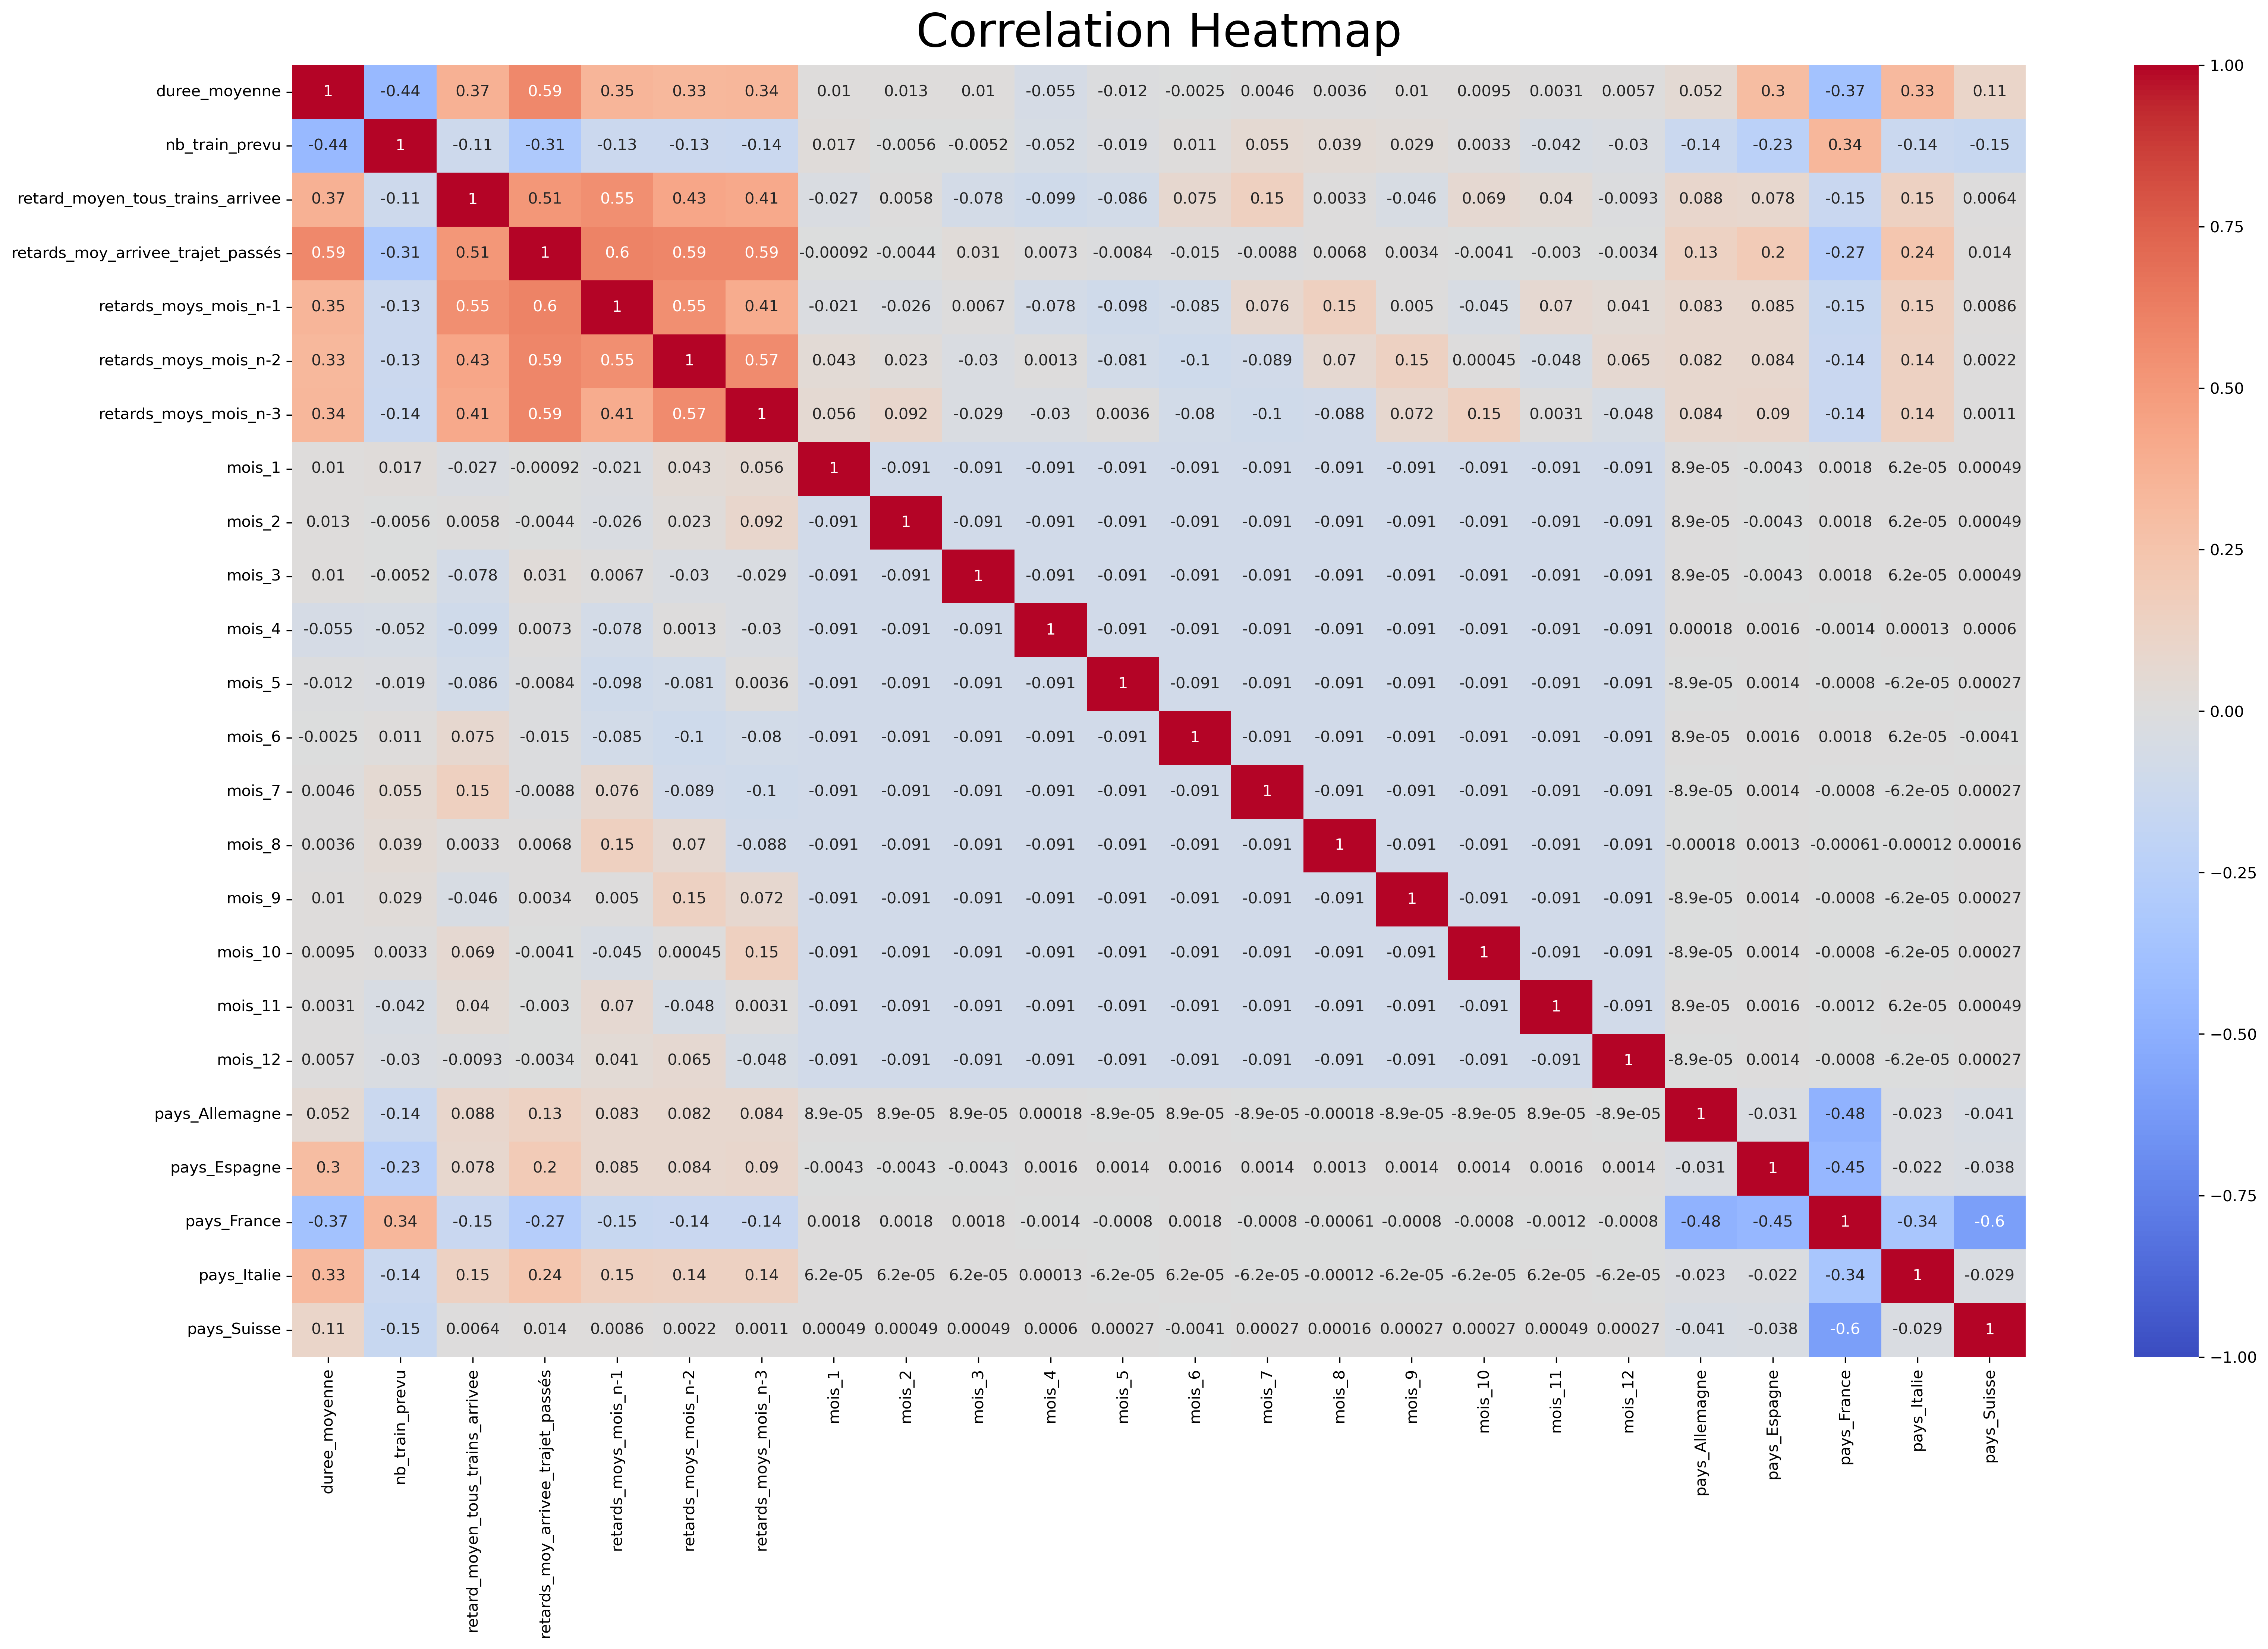 Correlation Heatmap
duree_moyenne 1 -0.44 0.37 0.59 0.35 0.33 0.34 0.01 0.013 0.01 -0.055 -0.012 -0.0025 0.0046 0.0036 0.01 0.0095 0.0031 0.0057 0.052 0.3 -0.37 0.33 0.11
nb_train_prevu -0.44 1 -0.11 -0.31 -0.13 -0.13 -0.14 0.017 -0.0056 -0.0052 -0.052 -0.019 0.011 0.055 0.039 0.029 0.0033 -0.042 -0.03 -0.14 -0.23 0.34 -0.14 -0.15
retard_moyen_tous_trains_arrivee 0.37 -0.11 1 0.51 0.55 0.43 0.41 -0.027 0.0058 -0.078 -0.099 -0.086 0.075 0.15 0.0033 -0.046 0.069 0.04 -0.0093 0.088 0.078 -0.15 0.15 0.0064
retards_moy_arrivee_trajet_passés 0.59 -0.31 0.51 1 0.6 0.59 0.59 -0.00092 -0.0044 0.031 0.0073 -0.0084 -0.015 -0.0088 0.0068 0.0034 -0.0041 -0.003 -0.0034 0.13 0.2 -0.27 0.24 0.014
retards_moys_mois_n-1 0.35 -0.13 0.55 0.6 1 0.55 0.41 -0.021 -0.026 0.0067 -0.078 -0.098 -0.085 0.076 0.15 0.005 -0.045 0.07 0.041 0.083 0.085 -0.15 0.15 0.0086
retards_moys_mois_n-2 0.33 -0.13 0.43 0.59 0.55 1 0.57 0.043 0.023 -0.03 0.0013 -0.081 -0.1 -0.089 0.07 0.15 0.00045 -0.048 0.065 0.082 0.084 -0.14 0.14 0.0022
retards_moys_mois_n-3 0.34 -0.14 0.41 0.59 0.41 0.57 1 0.056 0.092 -0.029 -0.03 0.0036 -0.08 -0.1 -0.088 0.072 0.15 0.0031 -0.048 0.084 0.09 -0.14 0.14 0.0011
mois_1 0.01 0.017 -0.027 -0.00092 -0.021 0.043 0.056 1 -0.091 -0.091 -0.091 -0.091 -0.091 -0.091 -0.091 -0.091 -0.091 -0.091 -0.091 8.9e-05 -0.0043 0.0018 6.2e-05 0.00049
mois_2 0.013 -0.0056 0.0058 -0.0044 -0.026 0.023 0.092 -0.091 1 -0.091 -0.091 -0.091 -0.091 -0.091 -0.091 -0.091 -0.091 -0.091 -0.091 8.9e-05 -0.0043 0.0018 6.2e-05 0.00049
mois_3 0.01 -0.0052 -0.078 0.031 0.0067 -0.03 -0.029 -0.091 -0.091 1 -0.091 -0.091 -0.091 -0.091 -0.091 -0.091 -0.091 -0.091 -0.091 8.9e-05 -0.0043 0.0018 6.2e-05 0.00049
mois_4 -0.055 -0.052 -0.099 0.0073 -0.078 0.0013 -0.03 -0.091 -0.091 -0.091 1 -0.091 -0.091 -0.091 -0.091 -0.091 -0.091 -0.091 -0.091 0.00018 0.0016 -0.0014 0.00013 0.0006
mois_5 -0.012 -0.019 -0.086 -0.0084 -0.098 -0.081 0.0036 -0.091 -0.091 -0.091 -0.091 1 -0.091 -0.091 -0.091 -0.091 -0.091 -0.091 -0.091 -8.9e-05 0.0014 -0.0008 -6.2e-05 0.00027
mois_6 -0.0025 0.011 0.075 -0.015 -0.085 -0.1 -0.08 -0.091 -0.091 -0.091 -0.091 -0.091 1 -0.091 -0.091 -0.091 -0.091 -0.091 -0.091 8.9e-05 0.0016 0.0018 6.2e-05 -0.0041
mois_7 0.0046 0.055 0.15 -0.0088 0.076 -0.089 -0.1 -0.091 -0.091 -0.091 -0.091 -0.091 -0.091 1 -0.091 -0.091 -0.091 -0.091 -0.091 -8.9e-05 0.0014 -0.0008 -6.2e-05 0.00027
mois_8 0.0036 0.039 0.0033 0.0068 0.15 0.07 -0.088 -0.091 -0.091 -0.091 -0.091 -0.091 -0.091 -0.091 1 -0.091 -0.091 -0.091 -0.091 -0.00018 0.0013 -0.00061 -0.00012 0.00016
mois_9 0.01 0.029 -0.046 0.0034 0.005 0.15 0.072 -0.091 -0.091 -0.091 -0.091 -0.091 -0.091 -0.091 -0.091 1 -0.091 -0.091 -0.091 -8.9e-05 0.0014 -0.0008 -6.2e-05 0.00027
mois_10 0.0095 0.0033 0.069 -0.0041 -0.045 0.00045 0.15 -0.091 -0.091 -0.091 -0.091 -0.091 -0.091 -0.091 -0.091 -0.091 1 -0.091 -0.091 -8.9e-05 0.0014 -0.0008 -6.2e-05 0.00027
mois_11 0.0031 -0.042 0.04 -0.003 0.07 -0.048 0.0031 -0.091 -0.091 -0.091 -0.091 -0.091 -0.091 -0.091 -0.091 -0.091 -0.091 1 -0.091 8.9e-05 0.0016 -0.0012 6.2e-05 0.00049
mois_12 0.0057 -0.03 -0.0093 -0.0034 0.041 0.065 -0.048 -0.091 -0.091 -0.091 -0.091 -0.091 -0.091 -0.091 -0.091 -0.091 -0.091 -0.091 1 -8.9e-05 0.0014 -0.0008 -6.2e-05 0.00027
pays_Allemagne 0.052 -0.14 0.088 0.13 0.083 0.082 0.084 8.9e-05 8.9e-05 8.9e-05 0.00018 -8.9e-05 8.9e-05 -8.9e-05 -0.00018 -8.9e-05 -8.9e-05 8.9e-05 -8.9e-05 1 -0.031 -0.48 -0.023 -0.041
pays_Espagne 0.3 -0.23 0.078 0.2 0.085 0.084 0.09 -0.0043 -0.0043 -0.0043 0.0016 0.0014 0.0016 0.0014 0.0013 0.0014 0.0014 0.0016 0.0014 -0.031 1 -0.45 -0.022 -0.038
pays_France -0.37 0.34 -0.15 -0.27 -0.15 -0.14 -0.14 0.0018 0.0018 0.0018 -0.0014 -0.0008 0.0018 -0.0008 -0.00061 -0.0008 -0.0008 -0.0012 -0.0008 -0.48 -0.45 1 -0.34 -0.6
pays_Italie 0.33 -0.14 0.15 0.24 0.15 0.14 0.14 6.2e-05 6.2e-05 6.2e-05 0.00013 -6.2e-05 6.2e-05 -6.2e-05 -0.00012 -6.2e-05 -6.2e-05 6.2e-05 -6.2e-05 -0.023 -0.022 -0.34 1 -0.029
pays_Suisse 0.11 -0.15 0.0064 0.014 0.0086 0.0022 0.0011 0.00049 0.00049 0.00049 0.0006 0.00027 -0.0041 0.00027 0.00016 0.00027 0.00027 0.00049 0.00027 -0.041 -0.038 -0.6 -0.029 1
duree_moyenne
nb_train_prevu
retard_moyen_tous_trains_arrivee
retards_moy_arrivee_trajet_passés
retards_moys_mois_n-1
retards_moys_mois_n-2
retards_moys_mois_n-3
mois_1
mois_2
mois_3
mois_4
mois_5
mois_6
mois_7
mois_8
mois_9
mois_10
mois_11
mois_12
pays_Allemagne
pays_Espagne
pays_France
pays_Italie
pays_Suisse
1.00
0.75
0.50
0.25
0.00
−0.25
−0.50
−0.75
−1.00